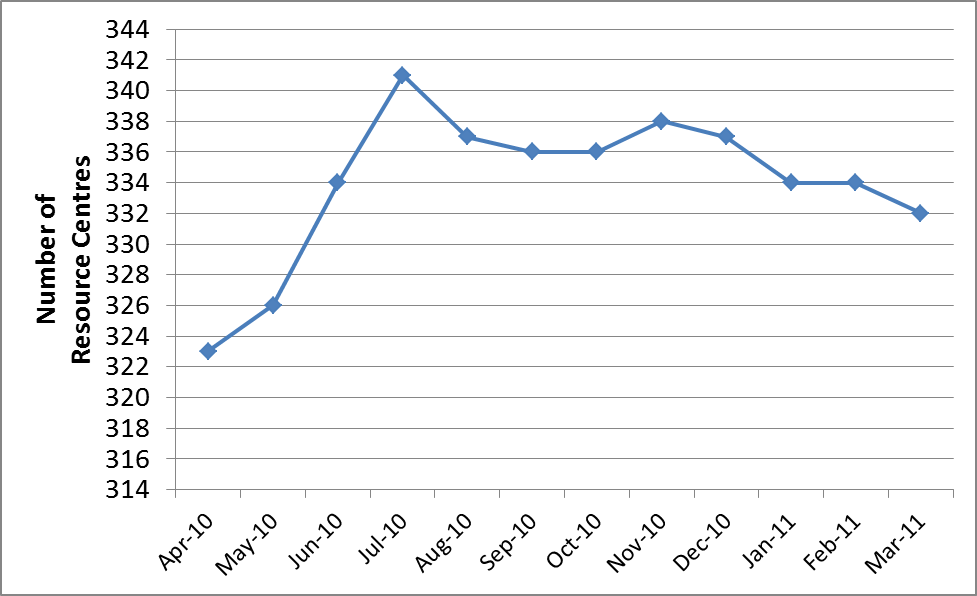 344
342
340
338
336
334
332
330
328
326
324
322
320
318
316
314
Number of
Resource Centres
Apr-10
May-10
Jun-10
Jul-10
Aug-10
Sep-10
Oct-10
Nov-10
Dec-10
Jan-11
Feb-11
Mar-11